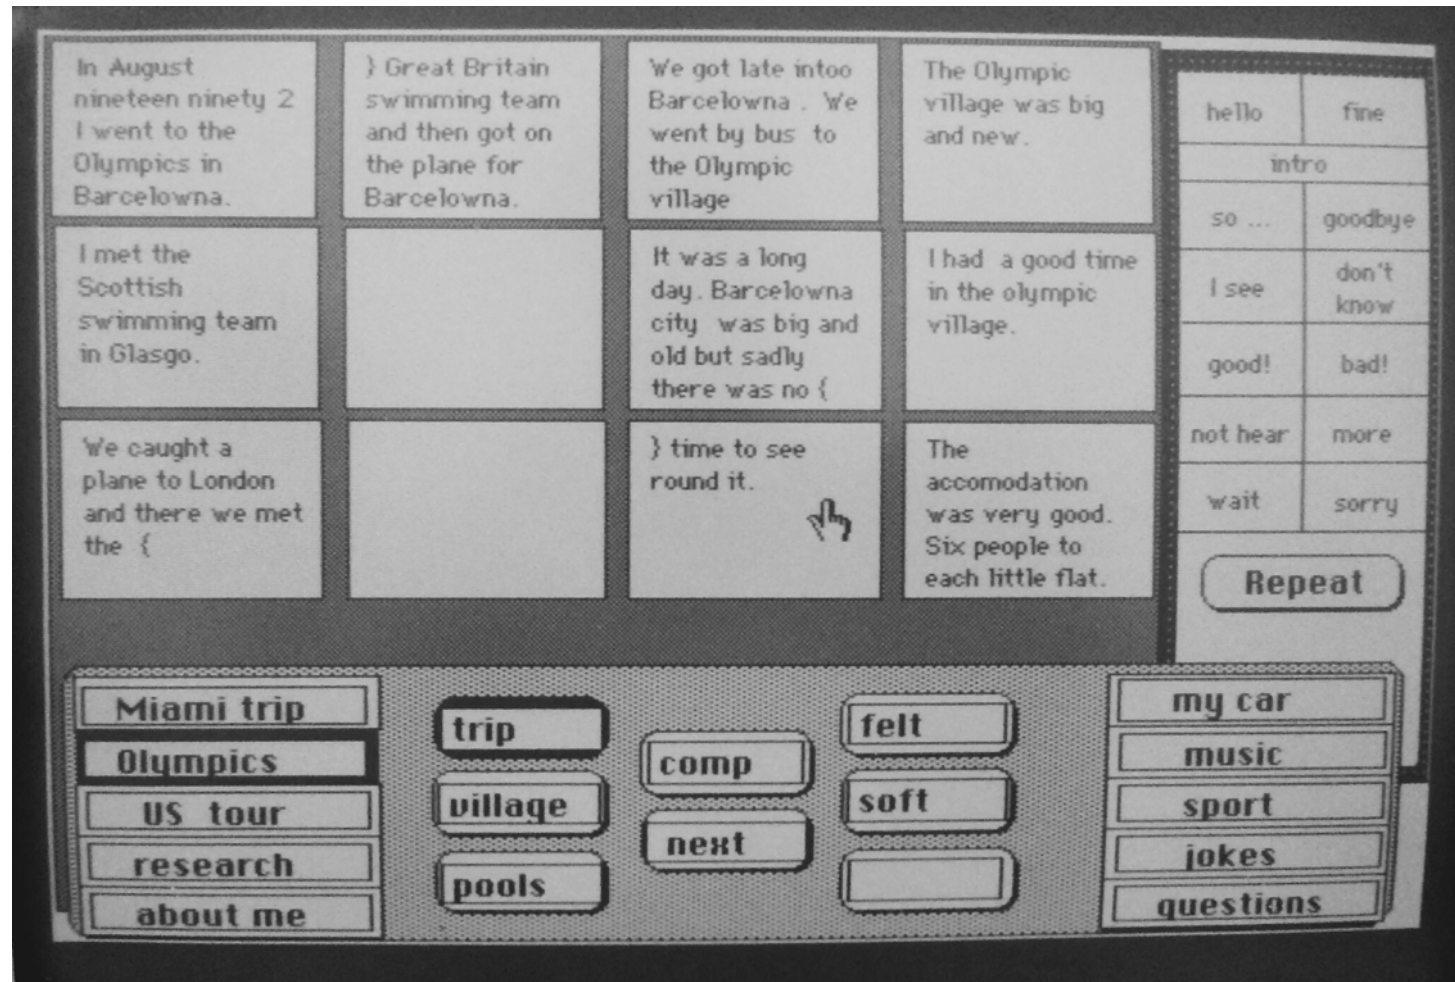 In August
nineteen ninety 2
I went to the
Olympics in
Barcelowna.
I met the
Scottish
swimming team
in Glasgo.
We caught a
plane to London
and there we met
the {
} Great Britain
swimming team
and then got on
the plane for
Barcelowna.
We got late intoo
Barcelowna . We
went by bus to
the Olympic
village
It was a long
day. Barcelowna
city was big and
old but sadly
there was no {
} time to see
round it.
The Olympic
village was big
and new.
I had a good time
in the olympic
village.
The
accomodation
was very good.
Six people to
each little flat.
hello fine
intro
so ... goodbye
I see don't know
good! bad!
not hear more
wait sorry
Repeat
Miami trip
Olympics
US tour
research
about me
trip
village
pools
comp
next
felt
soft
my car
music
sport
jokes
questions